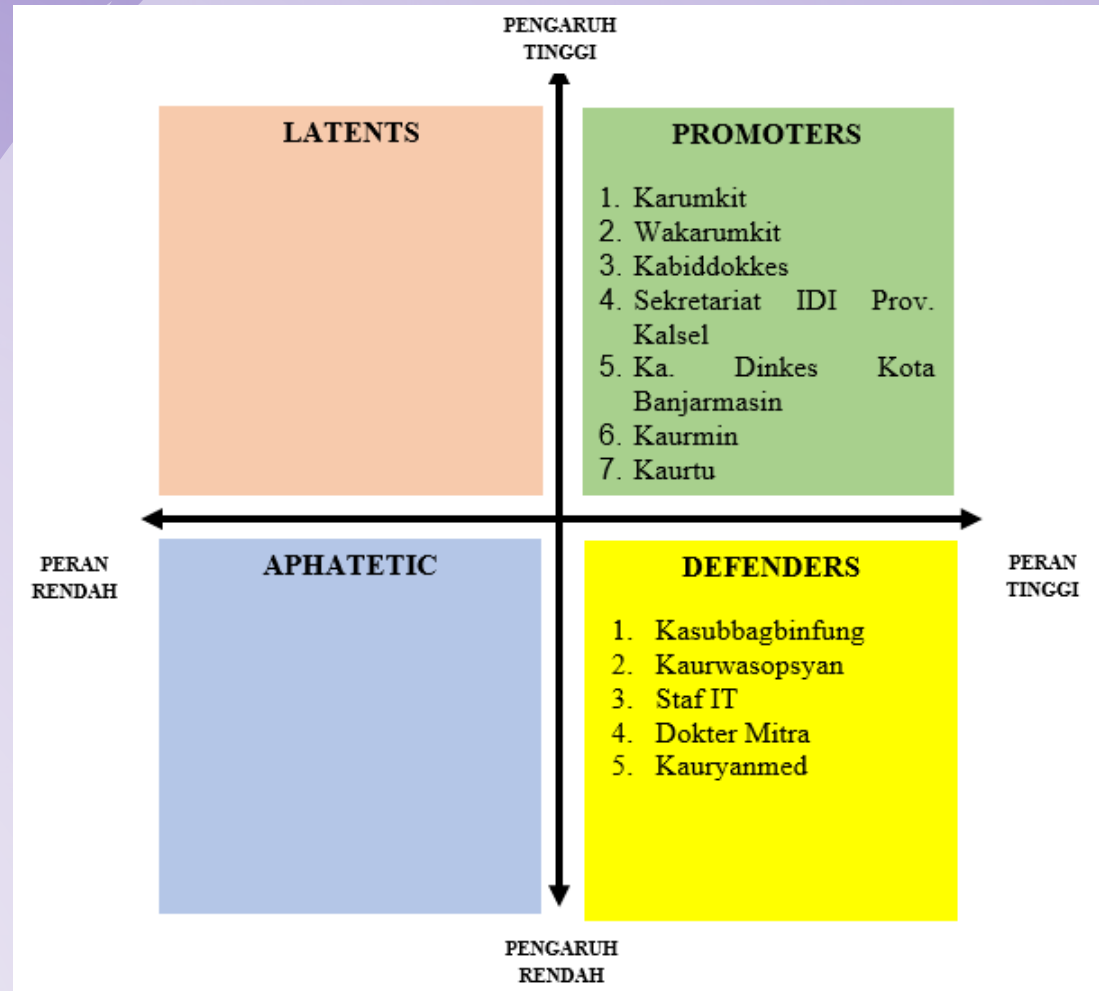 PENGARUH
TINGGI
LATENTS
PROMOTERS
1. Karumkit
2. Wakarumkit
3. Kabiddokkes
4. Sekretariat IDI Prov.
Kalsel
5. Ka. Dinkes Kota
Banjarmasin
6. Kaurmin
7. Kaurtu
PERAN
RENDAH
APHATETIC
DEFENDERS
1. Kasubbagbinfung
2. Kaurwasopsyan
3. Staf IT
4. Dokter Mitra
5. Kauryanmed
PERAN
TINGGI
PENGARUH
RENDAH